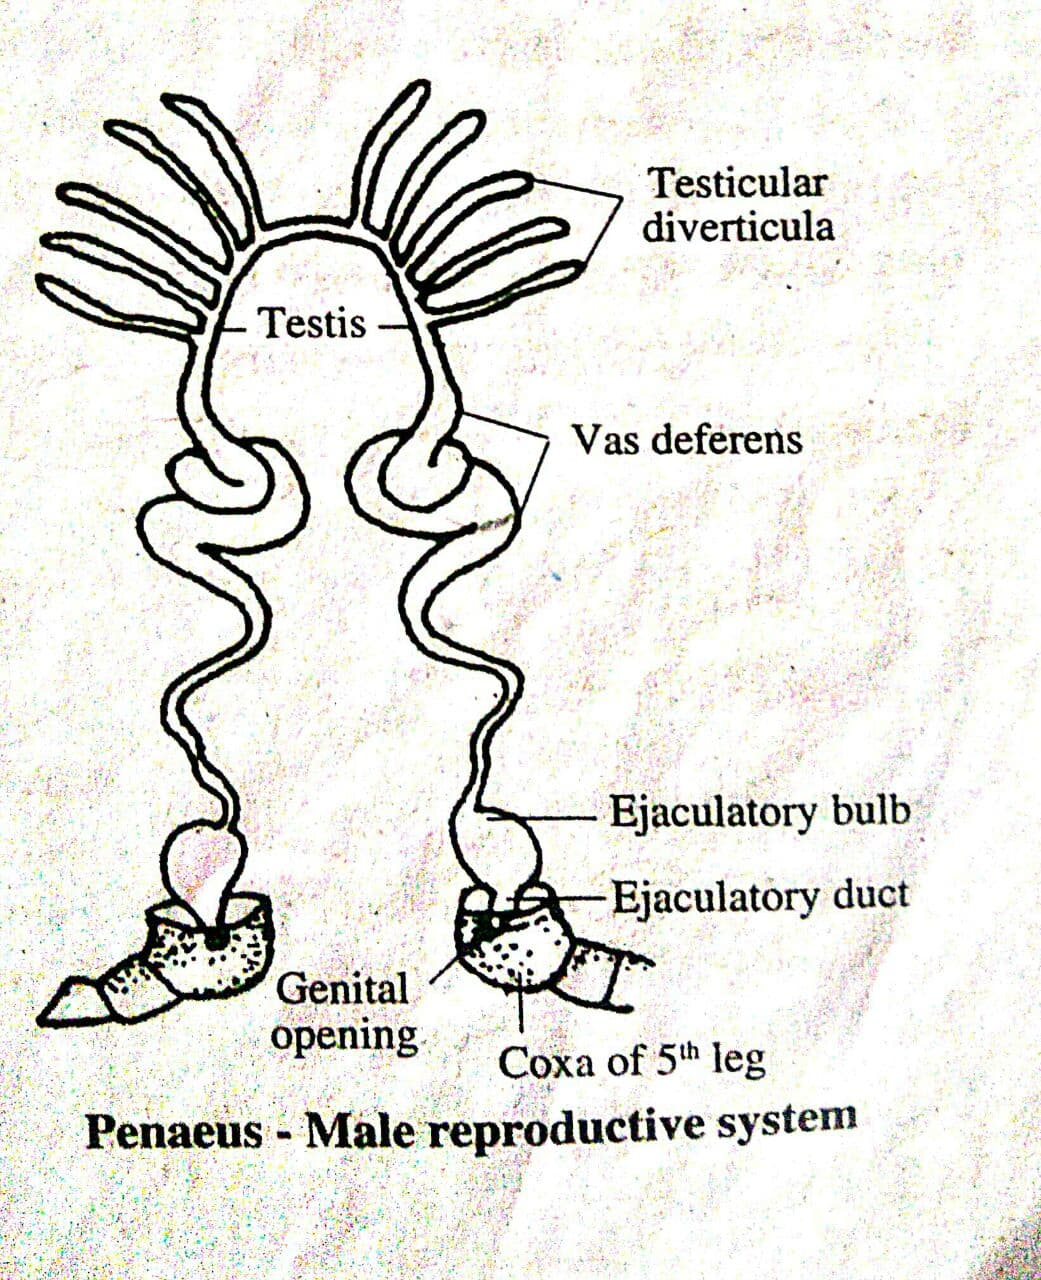 Testicular
diverticula
Testis
Vas deferens
Ejaculatory bulb
Ejaculatory duct
Genital
opening
Coxa of 5th leg
Penaeus - Male reproductive system